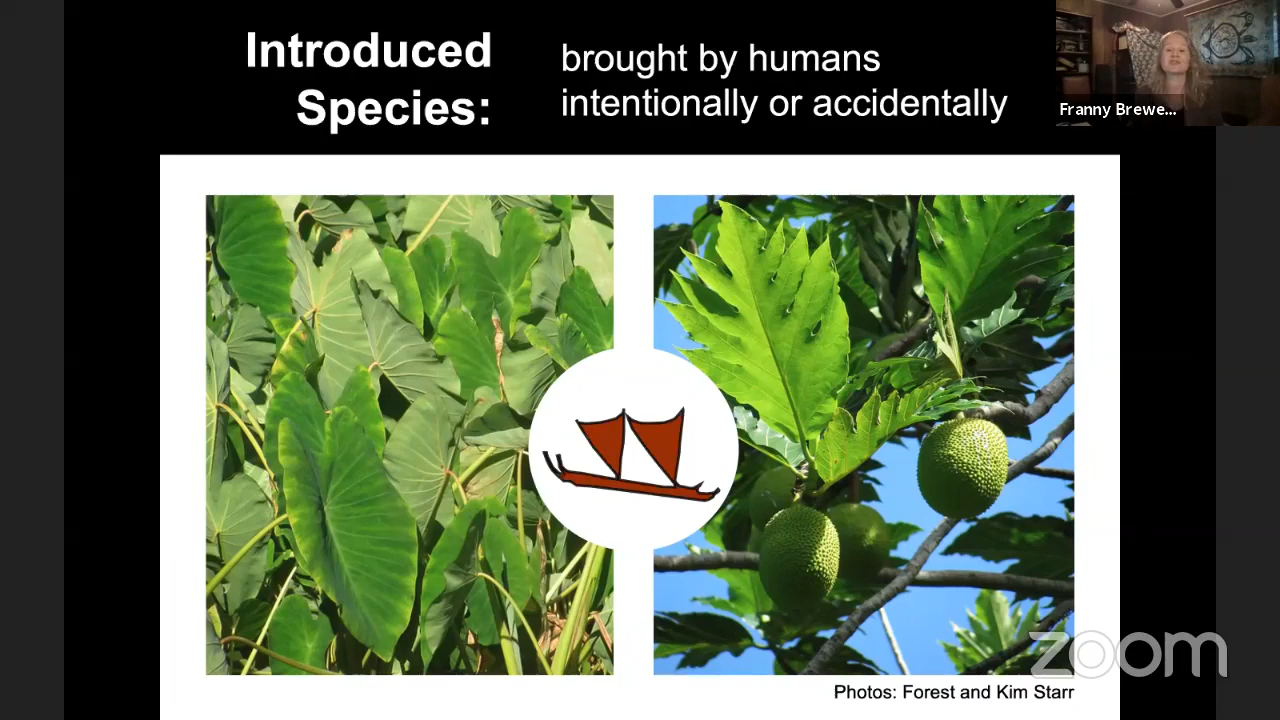 Introduced
Species:
brought by humans
intentionally or accidentally
Franny Brewe...
zoom
Photos: Forest and Kim Starr